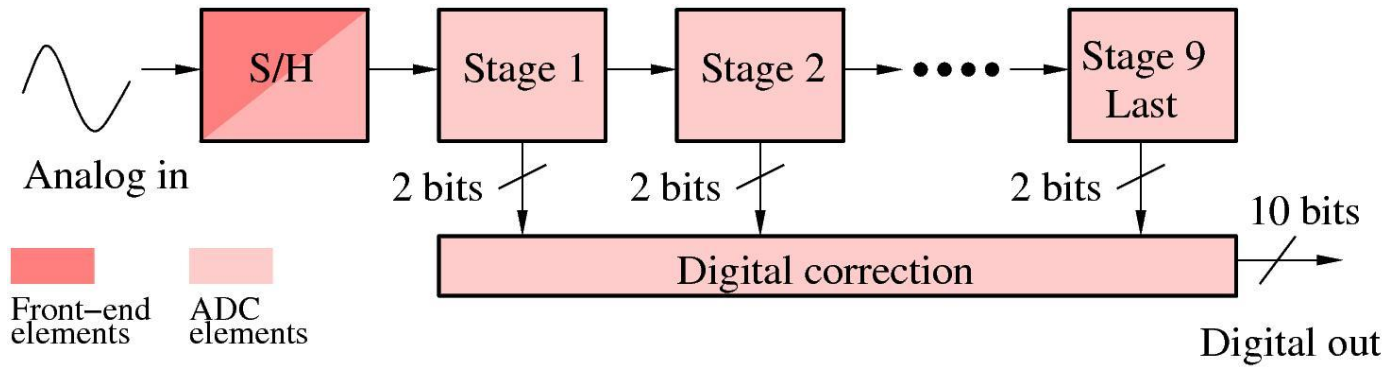 S/H
Stage 1
Stage 2
Stage 9
Last
Analog in
2 bits
2 bits
2 bits
10 bits
Digital correction
Front-end
elements
ADC
elements
Digital out